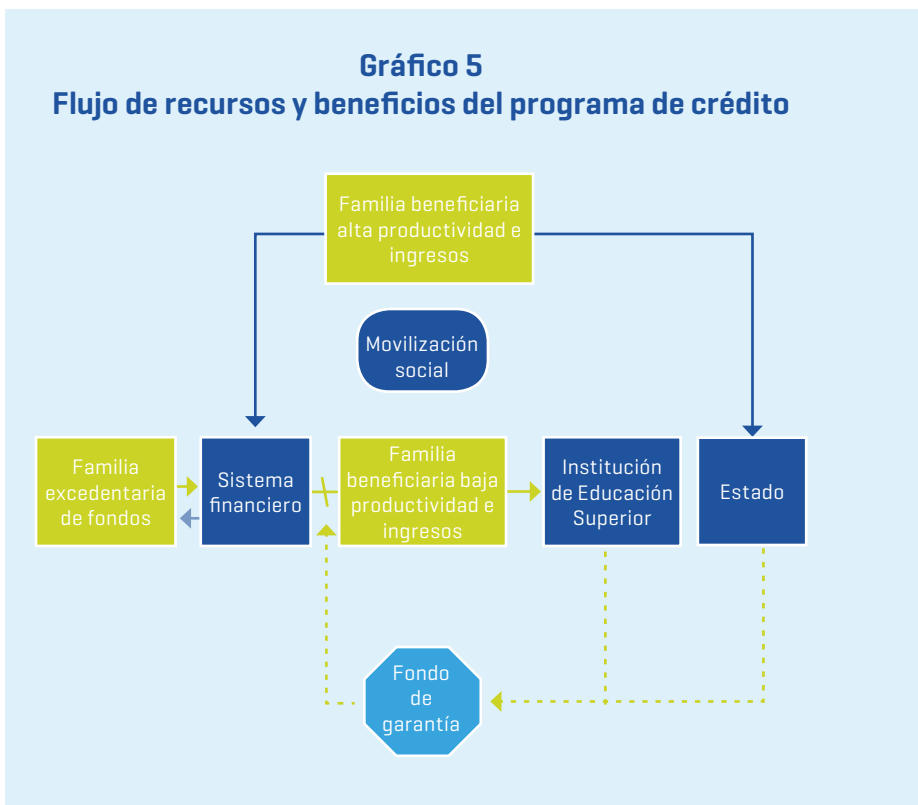 Gráfico 5
Flujo de recursos y beneficios del programa de crédito
Familia beneficiaria
alta productividad e
ingresos
Movilización
social
Familia
excedentaria
de fondos
Sistema
financiero
Familia
beneficiaria baja
productividad e
ingresos
Institución
de Educación
Superior
Estado
Fondo
de
garantía